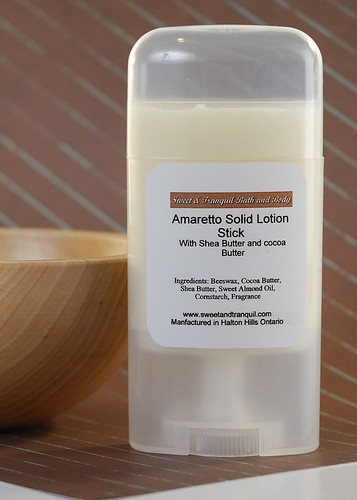 Sweet & Tranquil Bath and Body
Amaretto Solid Lotion
Stick
With Shea Butter and cocoa
Butter
Ingredients: Beeswax, Cocoa Butter,
Shea Butter, Sweet Almond Oil,
Cornstarch, Fragrance
www.sweetandtranquil.com
Manfactured in Halton Hills Ontario